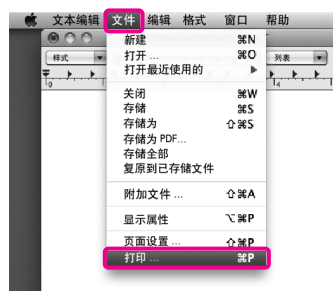 文本编辑 文件 编辑 格式 窗口 帮助
样式 列表
新建 ⌘N
打开 ... ⌘O
打开最近使用的 ▶
0 14
关闭 ⌘W
存储 ⌘S
存储为 ⇧⌘S
存储为 PDF...
存储全部
复原到已存储文件
附加文件 ... ⇧⌘A
显示属性 ⌥⌘P
页面设置 ... ⇧⌘P
打印 ... ⌘P